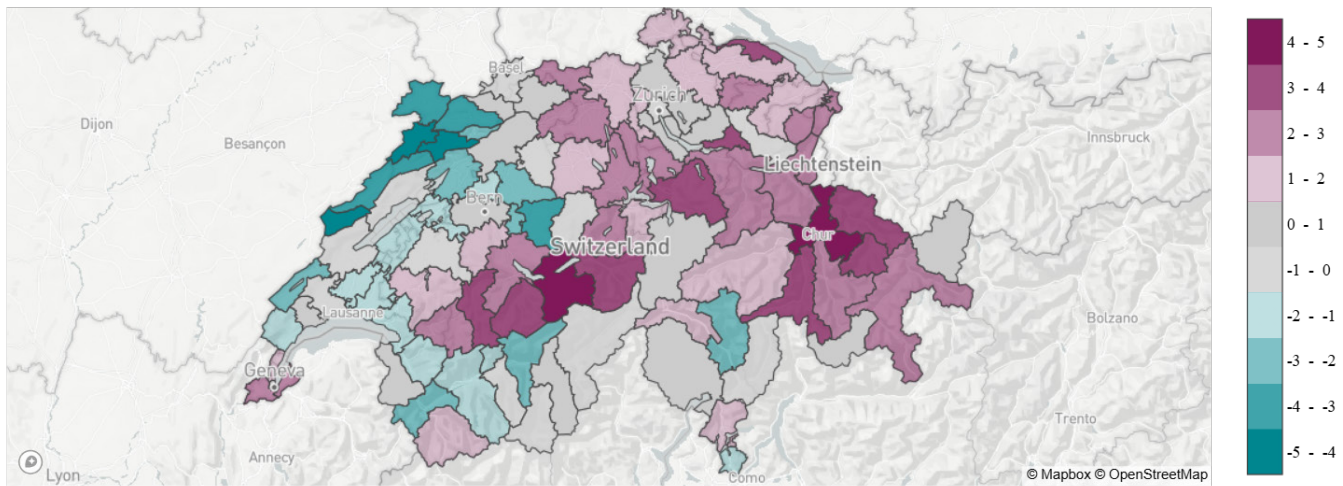 Basel
Zurich
Dijon
Besançon
Innsbruck
Liechtenstein
Bern
Chur
Switzerland
Lausanne
Bolzano
Geneva
Trento
Annecy
Lyon
Como
© Mapbox © OpenStreetMap
4 - 5
3 - 4
2 - 3
1 - 2
0 - 1
-1 - 0
-2 - -1
-3 - -2
-4 - -3
-5 - -4